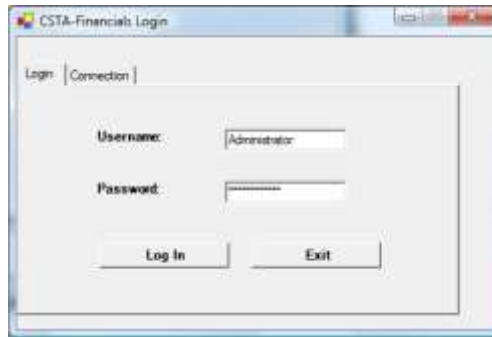 CSTA-Financials Login
Login Connection
Username: Administrator
Password:
Log In Exit